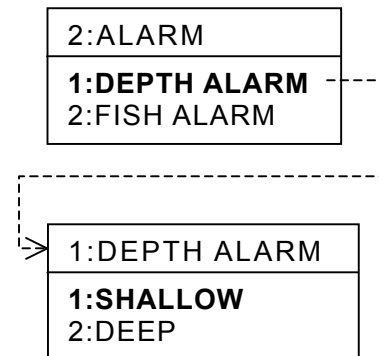 2:ALARM
1:DEPTH ALARM
2:FISH ALARM
1:DEPTH ALARM
1:SHALLOW
2:DEEP